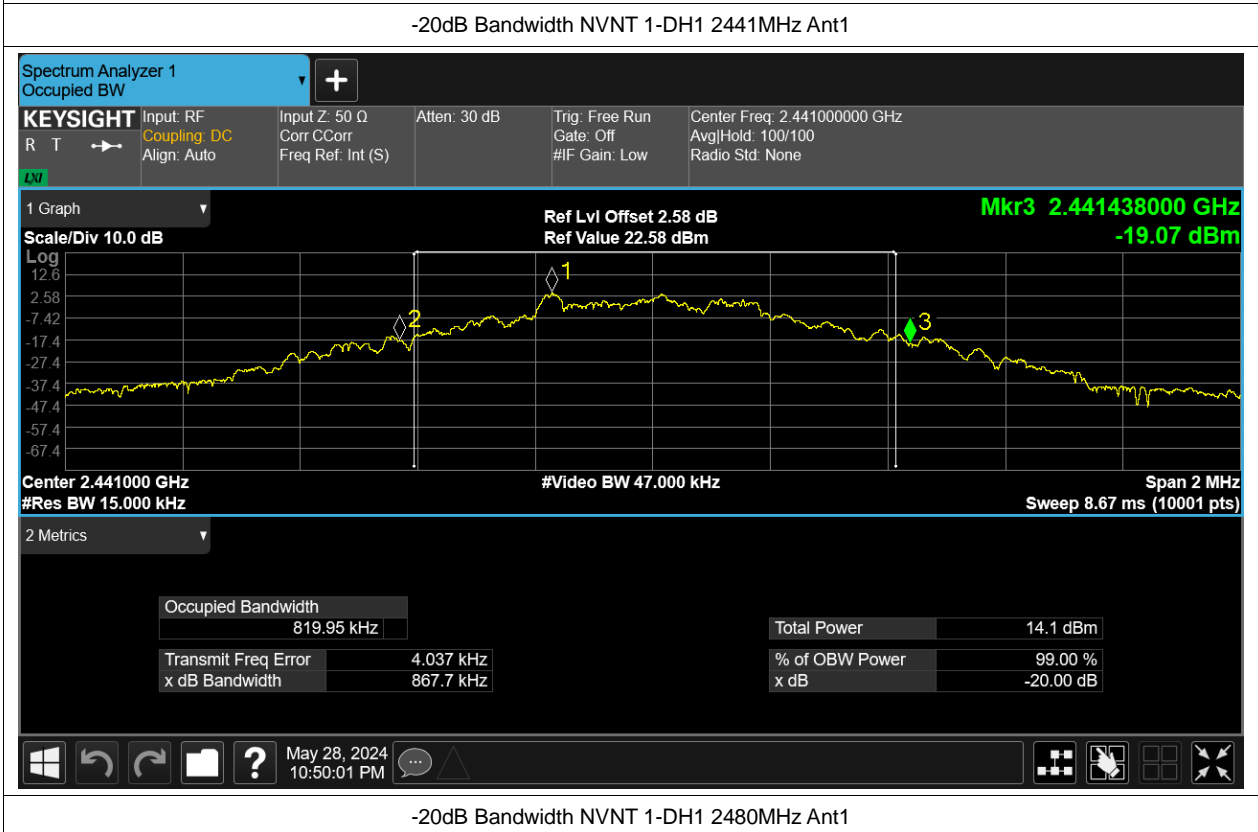 -20dB Bandwidth NVNT 1-DH1 2441MHz Ant1
Spectrum Analyzer 1
Occupied BW
KEYSIGHT
R T
LXI
Input: RF
Coupling: DC
Align: Auto
Input Z: 50 Ω
Corr CCorr
Freq Ref: Int (S)
Atten: 30 dB
Trig: Free Run
Gate: Off
#IF Gain: Low
Center Freq: 2.441000000 GHz
Avg|Hold: 100/100
Radio Std: None
1 Graph
Scale/Div 10.0 dB
Ref Lvl Offset 2.58 dB
Ref Value 22.58 dBm
Mkr3 2.441438000 GHz
-19.07 dBm
Log
12.6
2.58
-7.42
-17.4
-27.4
-37.4
-47.4
-57.4
-67.4
1
2
3
Center 2.441000 GHz
#Res BW 15.000 kHz
#Video BW 47.000 kHz
Span 2 MHz
Sweep 8.67 ms (10001 pts)
2 Metrics
Occupied Bandwidth
819.95 kHz
Transmit Freq Error 4.037 kHz
x dB Bandwidth 867.7 kHz
Total Power 14.1 dBm
% of OBW Power 99.00 %
x dB -20.00 dB
May 28, 2024
10:50:01 PM
-20dB Bandwidth NVNT 1-DH1 2480MHz Ant1